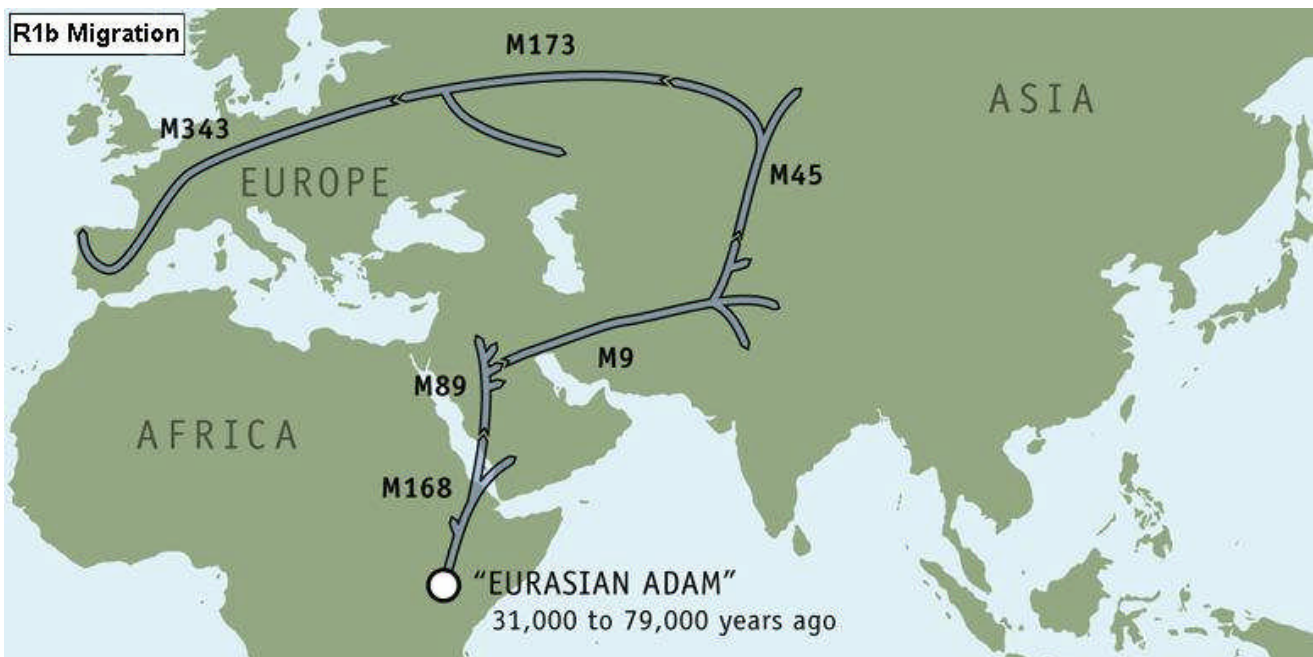 R1b Migration
M173
ASIA
M343
M45
EUROPE
M9
M89
AFRICA
M168
“EURASIAN ADAM”
31,000 to 79,000 years ago